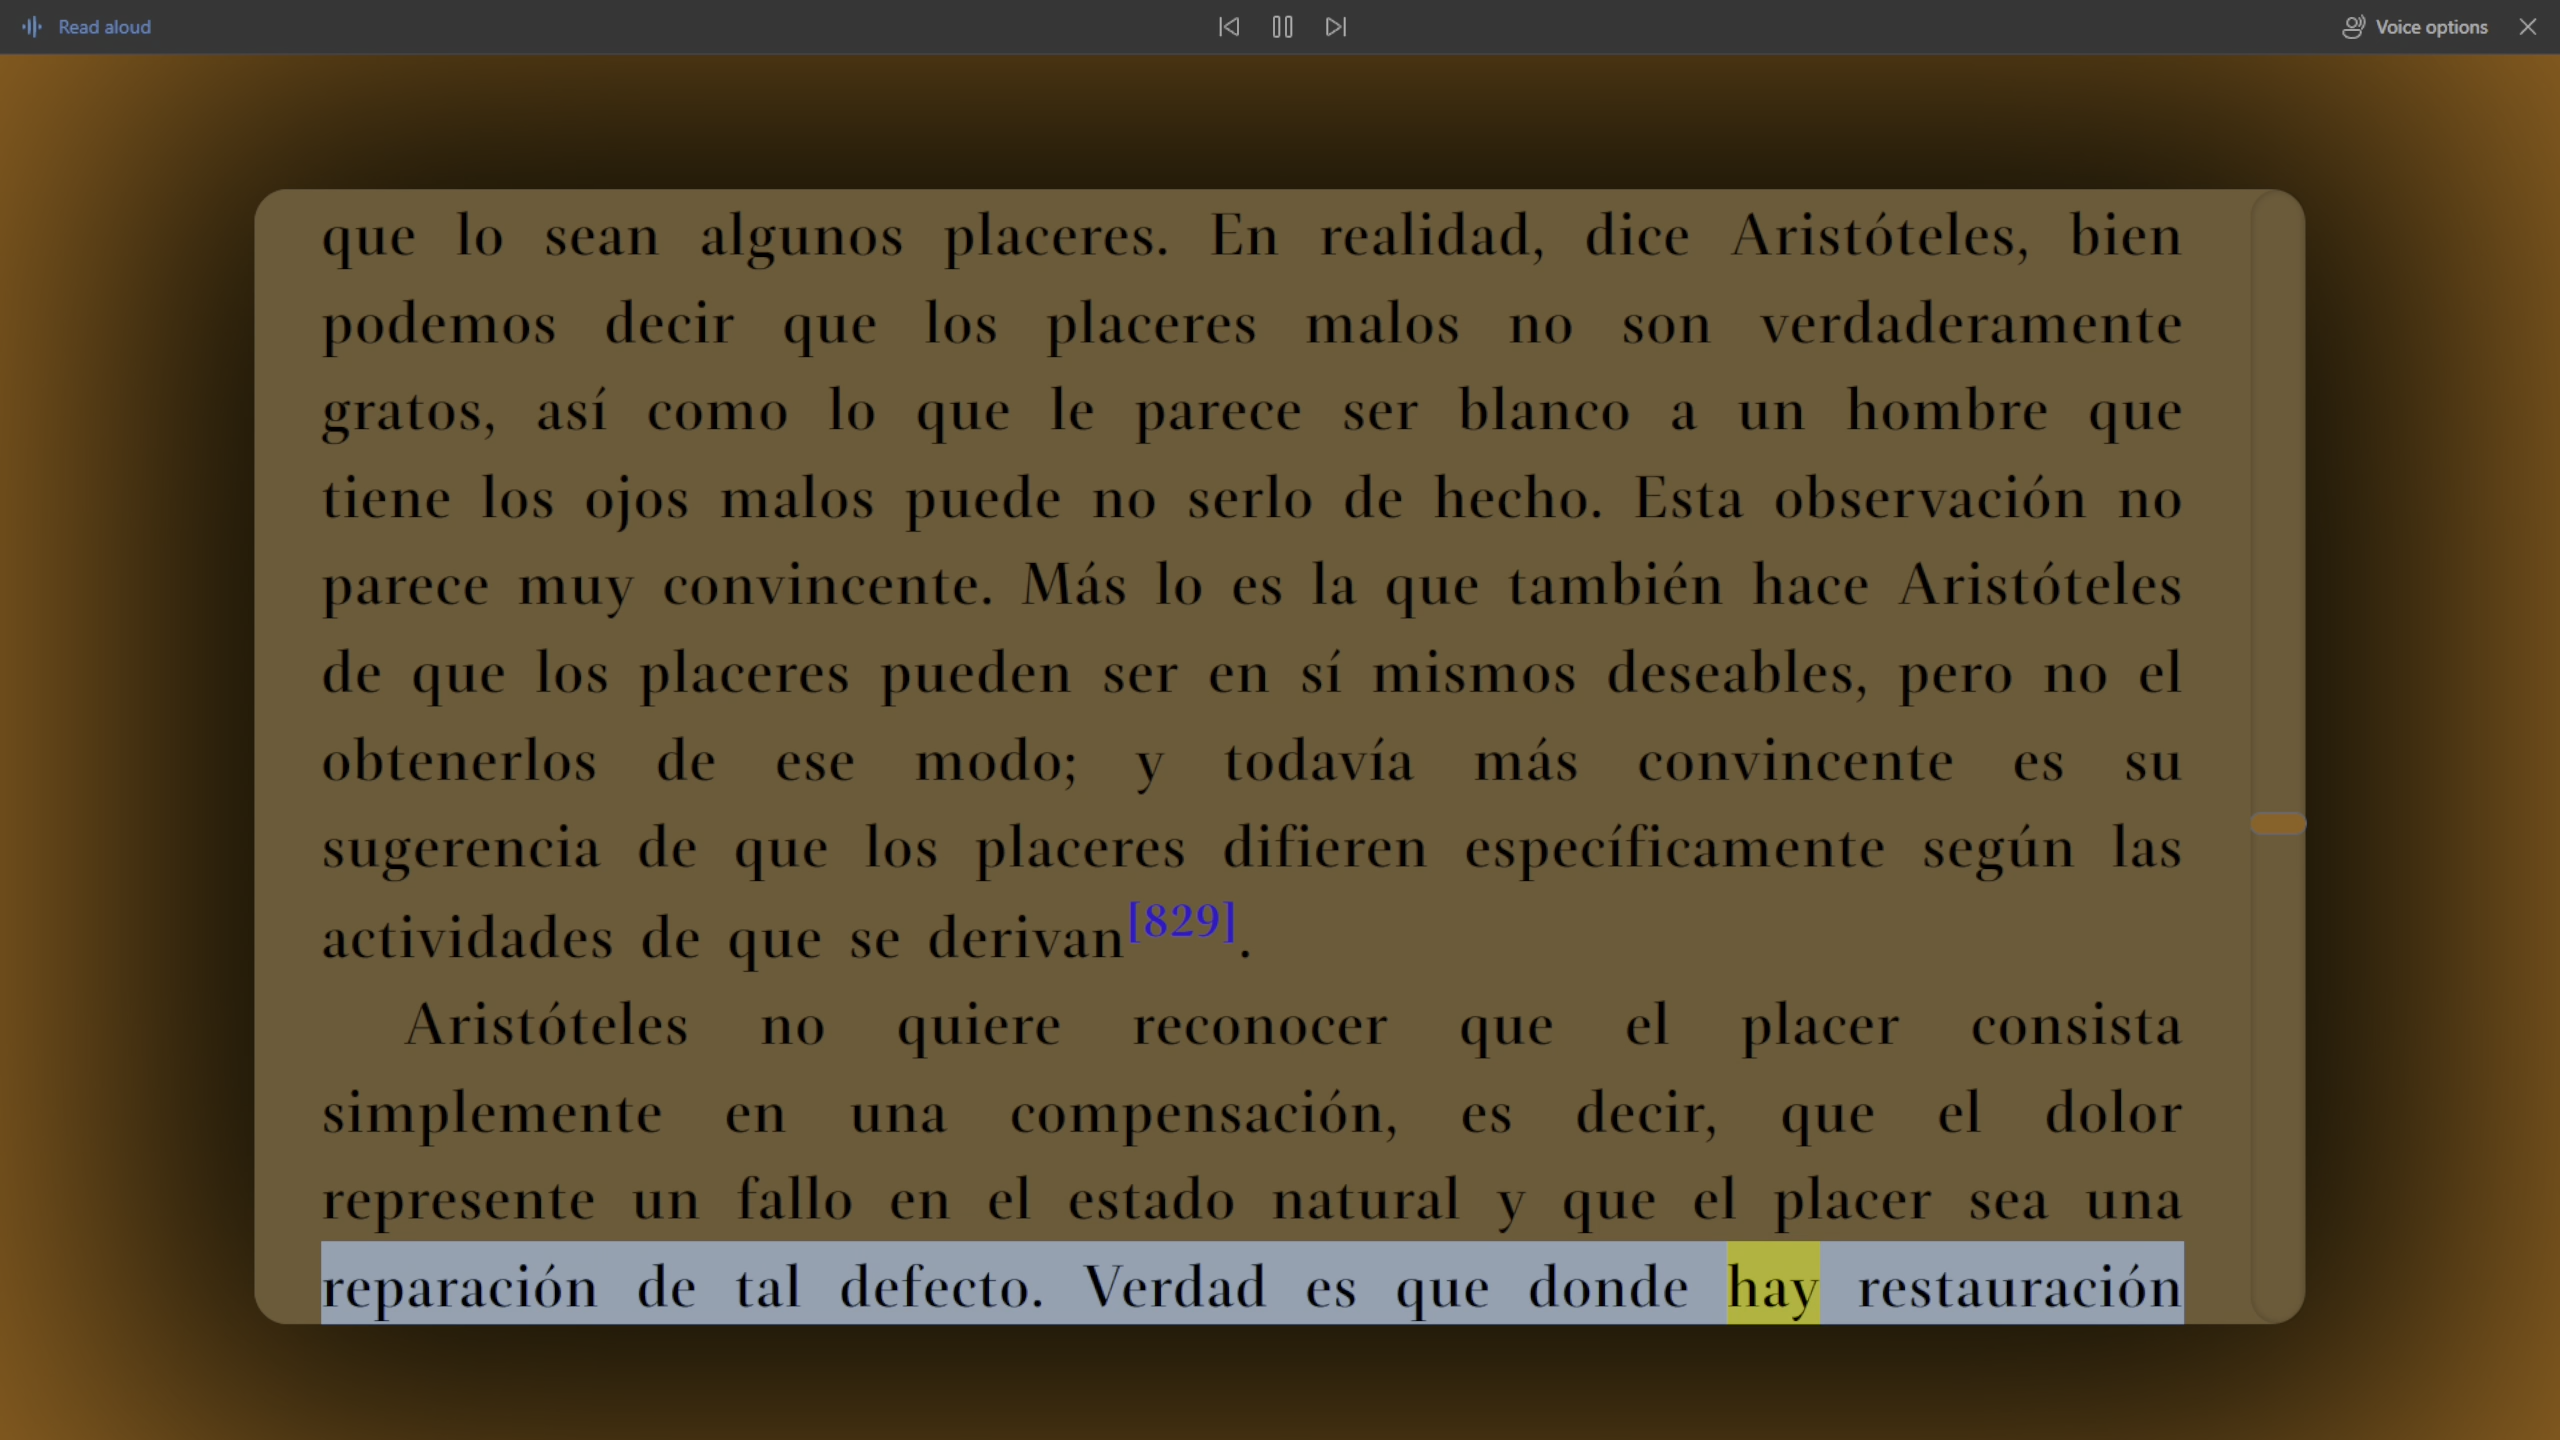 Read aloud
Voice options
que lo sean algunos placeres. En realidad, dice Aristóteles, bien
podemos decir que los placeres malos no son verdaderamente
gratos, así como lo que le parece ser blanco a un hombre que
tiene los ojos malos puede no serlo de hecho. Esta observación no
parece muy convincente. Más lo es la que también hace Aristóteles
de que los placeres pueden ser en sí mismos deseables, pero no el
obtenerlos de ese modo; y todavía más convincente es su
sugerencia de que los placeres difieren específicamente según las
actividades de que se derivan[829].
Aristóteles no quiere reconocer que el placer consista
simplemente en una compensación, es decir, que el dolor
represente un fallo en el estado natural y que el placer sea una
reparación de tal defecto. Verdad es que donde hay restauración